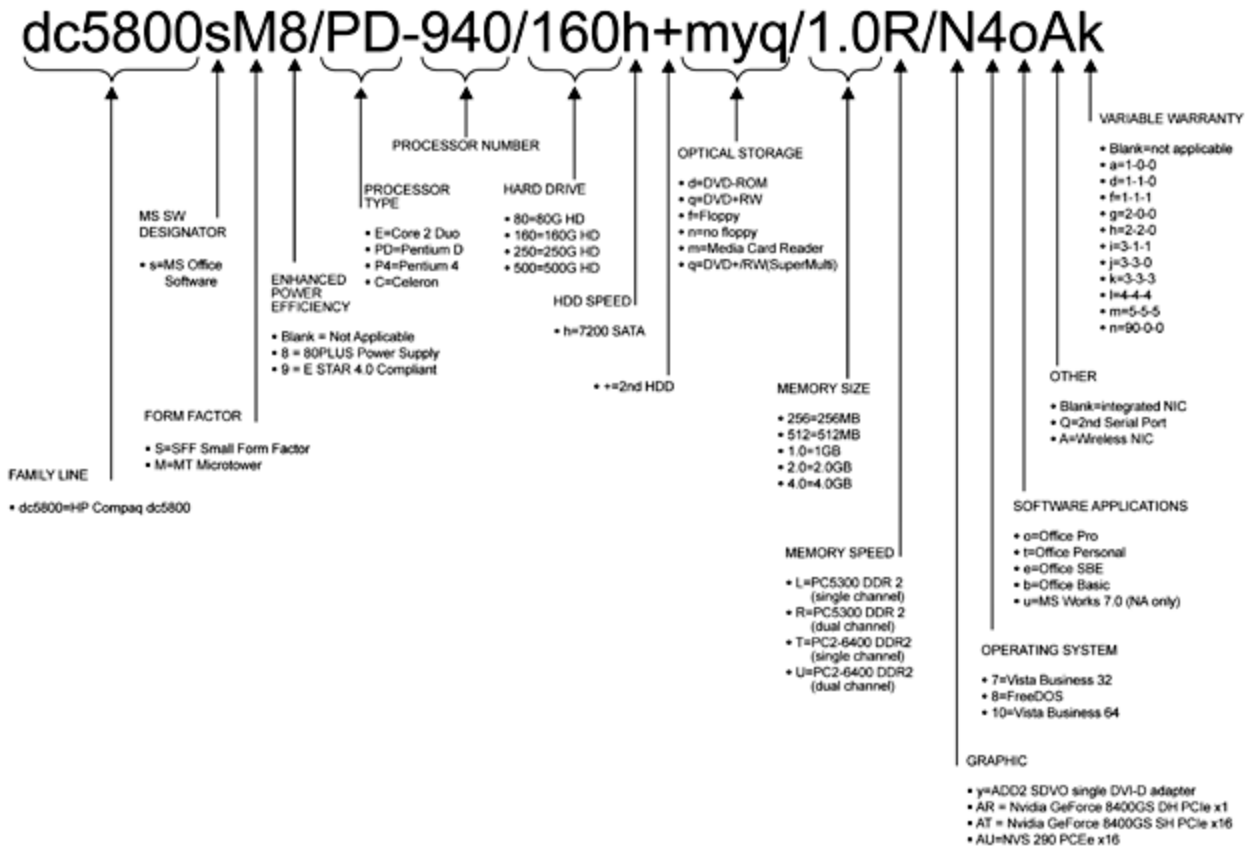 dc5800sM8/PD-940/160h+myq/1.0R/N4oAk
FAMILY LINE
• dc5800=HP Compaq dc5800
MS SW
DESIGNATOR
• s=MS Office
Software
FORM FACTOR
• S=SFF Small Form Factor
• M=MT Microtower
ENHANCED
POWER
EFFICIENCY
• Blank = Not Applicable
• 8 = 80PLUS Power Supply
• 9 = E STAR 4.0 Compliant
PROCESSOR
TYPE
• E=Core 2 Duo
• PD=Pentium D
• P4=Pentium 4
• C=Celeron
PROCESSOR NUMBER
HARD DRIVE
• 80=80G HD
• 160=160G HD
• 250=250G HD
• 500=500G HD
HDD SPEED
• h=7200 SATA
• +=2nd HDD
OPTICAL STORAGE
• d=DVD-ROM
• q=DVD+RW
• f=Floppy
• n=no floppy
• m=Media Card Reader
• q=DVD+/RW(SuperMulti)
MEMORY SIZE
• 256=256MB
• 512=512MB
• 1.0=1GB
• 2.0=2.0GB
• 4.0=4.0GB
MEMORY SPEED
• L=PC5300 DDR 2
(single channel)
• R=PC5300 DDR 2
(dual channel)
• T=PC2-6400 DDR2
(single channel)
• U=PC2-6400 DDR2
(dual channel)
GRAPHIC
• y=ADD2 SDVO single DVI-D adapter
• AR = Nvidia GeForce 8400GS DH PCIe x1
• AT = Nvidia GeForce 8400GS SH PCIe x16
• AU=NVS 290 PCEe x16
OPERATING SYSTEM
• 7=Vista Business 32
• 8=FreeDOS
• 10=Vista Business 64
SOFTWARE APPLICATIONS
• o=Office Pro
• t=Office Personal
• e=Office SBE
• b=Office Basic
• u=MS Works 7.0 (NA only)
OTHER
• Blank=integrated NIC
• Q=2nd Serial Port
• A=Wireless NIC
VARIABLE WARRANTY
• Blank=not applicable
• a=1-0-0
• d=1-1-0
• f=1-1-1
• g=2-0-0
• h=2-2-0
• i=3-1-1
• j=3-3-0
• k=3-3-3
• l=4-4-4
• m=5-5-5
• n=90-0-0